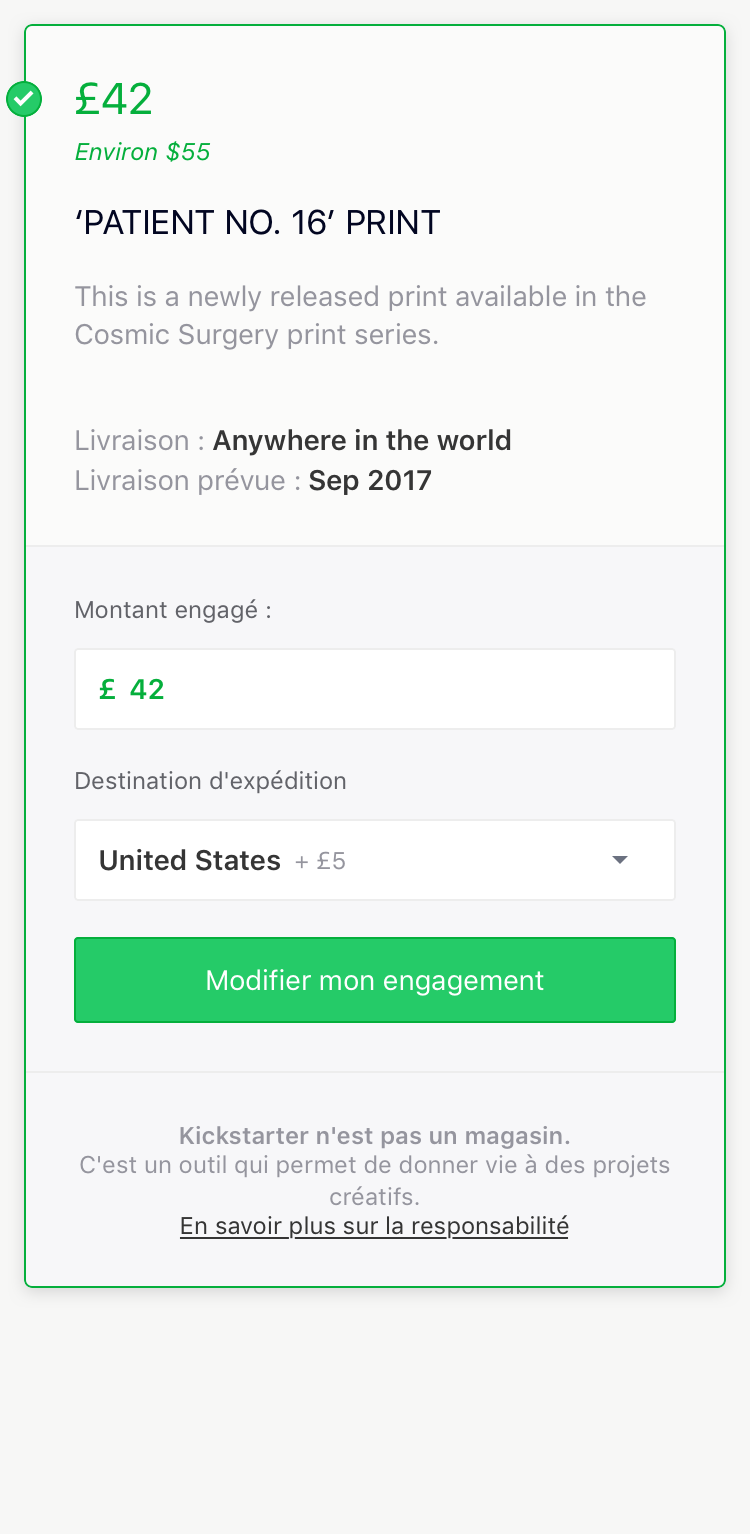 £42
Environ $55
‘PATIENT NO. 16’ PRINT
This is a newly released print available in the
Cosmic Surgery print series.
Livraison : Anywhere in the world
Livraison prévue : Sep 2017
Montant engagé :
£ 42
Destination d'expédition
United States + £5
Modifier mon engagement
Kickstarter n'est pas un magasin.
C'est un outil qui permet de donner vie à des projets
créatifs.
En savoir plus sur la responsabilité